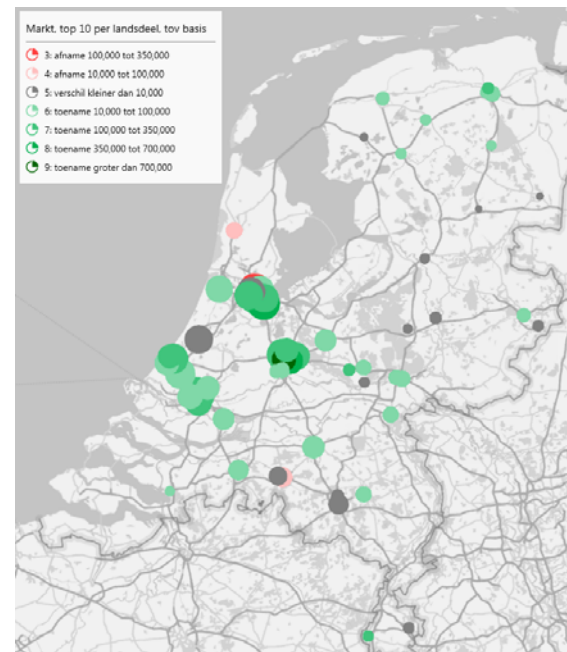 Markt, top 10 per landsdeel, tov basis
3: afname 100,000 tot 350,000
4: afname 10,000 tot 100,000
5: verschil kleiner dan 10,000
6: toename 10,000 tot 100,000
7: toename 100,000 tot 350,000
8: toename 350,000 tot 700,000
9: toename groter dan 700,000